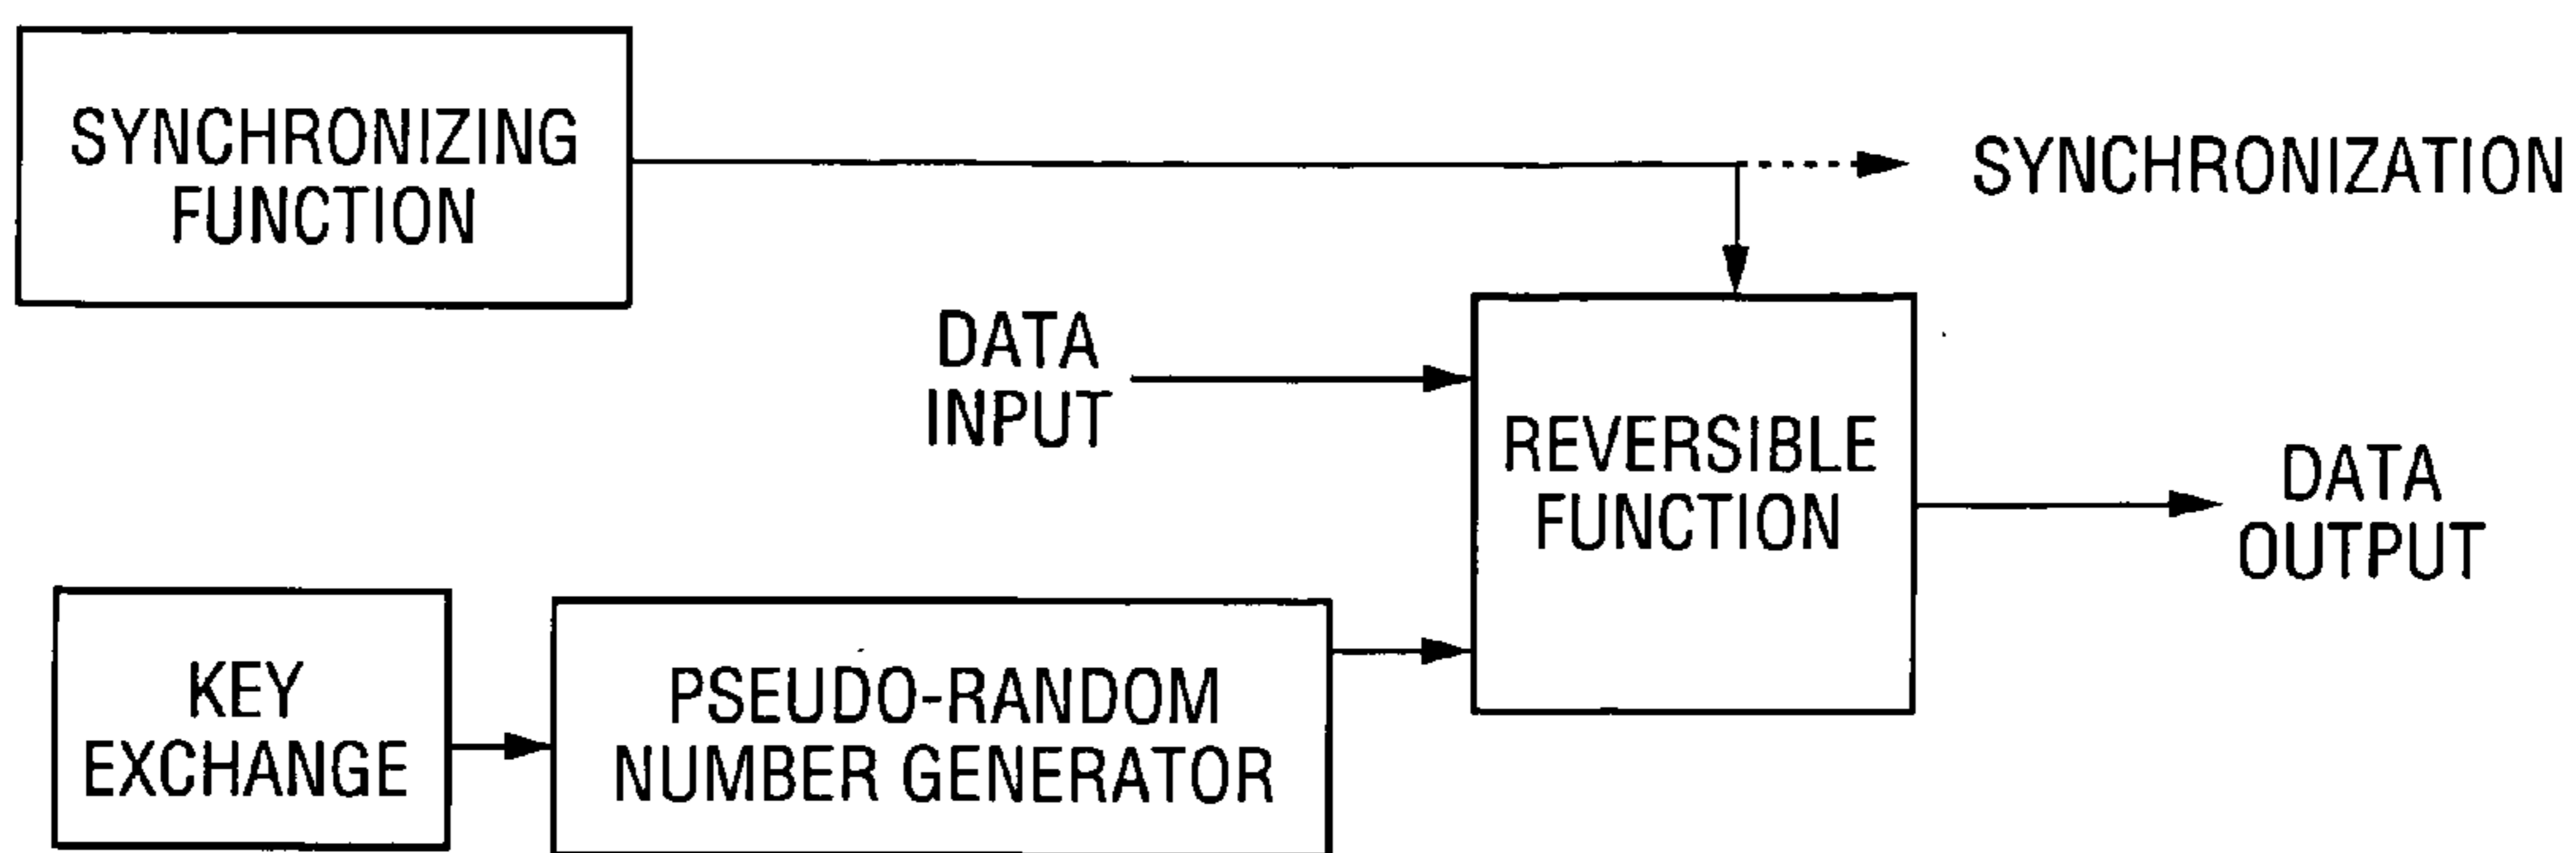 SYNCHRONIZING
FUNCTION
SYNCHRONIZATION
DATA
INPUT
REVERSIBLE
FUNCTION
DATA
OUTPUT
KEY
EXCHANGE
PSEUDO-RANDOM
NUMBER GENERATOR